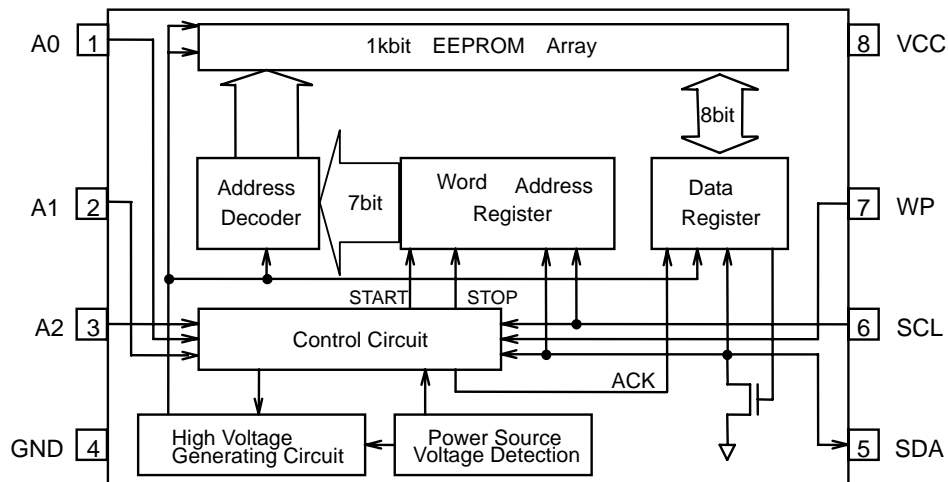 A0 1 1kbit EEPROM Array 8 VCC
8bit
A1 2 Address Decoder 7bit Word Address Register Data Register 7 WP
START STOP
A2 3 Control Circuit 6 SCL
ACK
GND 4 High Voltage Generating Circuit Power Source Voltage Detection 5 SDA